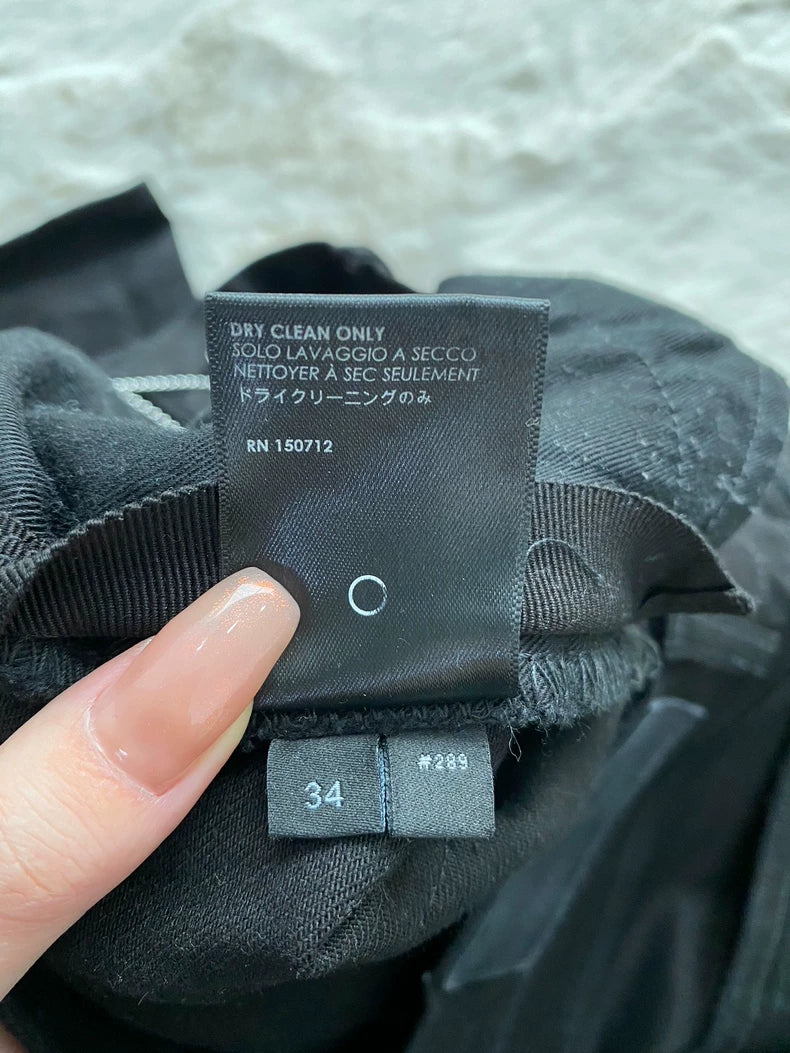 DRY CLEAN ONLY
SOLO LAVAGGIO A SECCO
NETTOYER À SEC SEULEMENT
ドライクリーニングのみ
RN 150712
34
#289